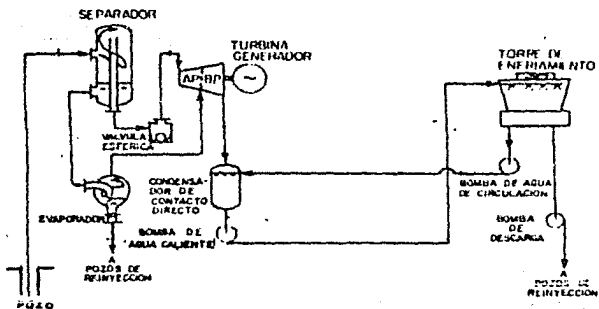 SEPARADOR
TURBINA
GENERADOR
TORRE DE
ENFRIAMIENTO
AP
BP
~
VALVULA
ESFERICA
CONDENSA-
DOR DE
CONTACTO
DIRECTO
BOMBA DE AGUA
DE CIRCULACION
EVAPORADOR
BOMBA DE
AGUA CALIENTE
BOMBA
DE
DESCARGA
A
POZOS DE
REINYECCION
A
POZOS DE
REINYECCION
POZO